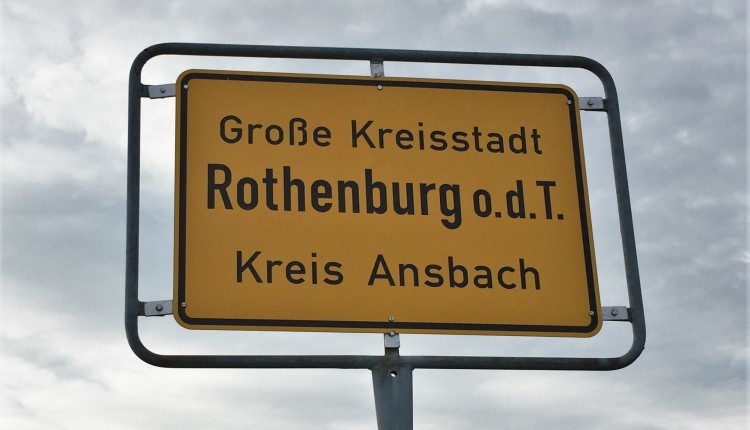 Große Kreisstadt
Rothenburg o.d.T.
Kreis Ansbach